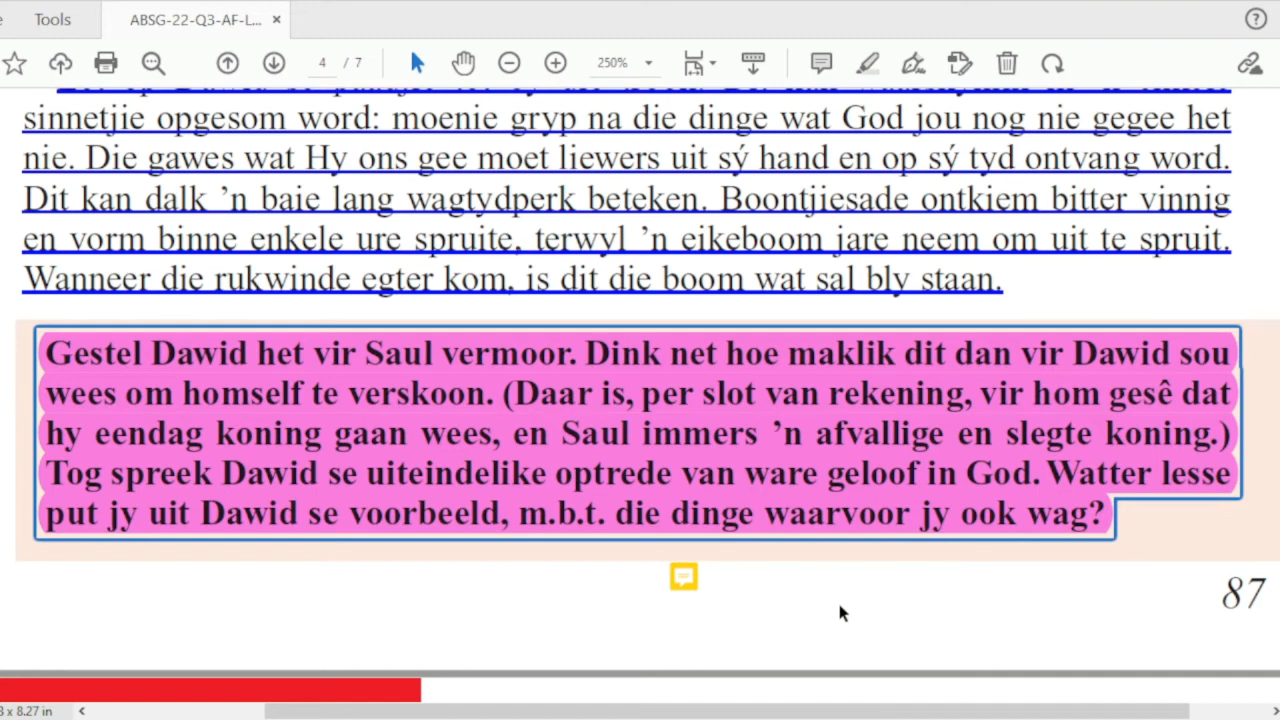 Tools
ABSG-22-Q3-AF-L... ×
4 / 7
250%
sinnetjie opgesom word: moenie gryp na die dinge wat God jou nog nie gegee het
nie. Die gawes wat Hy ons gee moet liewers uit sý hand en op sý tyd ontvang word.
Dit kan dalk ’n baie lang wagtydperk beteken. Boontjiesade ontkiem bitter vinnig
en vorm binne enkele ure spruite, terwyl ’n eikeboom jare neem om uit te spruit.
Wanneer die rukwinde egter kom, is dit die boom wat sal bly staan.
Gestel Dawid het vir Saul vermoor. Dink net hoe maklik dit dan vir Dawid sou
wees om homself te verskoon. (Daar is, per slot van rekening, vir hom gesê dat
hy eendag koning gaan wees, en Saul immers ’n afvallige en slegte koning.)
Tog spreek Dawid se uiteindelike optrede van ware geloof in God. Watter lesse
put jy uit Dawid se voorbeeld, m.b.t. die dinge waarvoor jy ook wag?
87
x 8.27 in